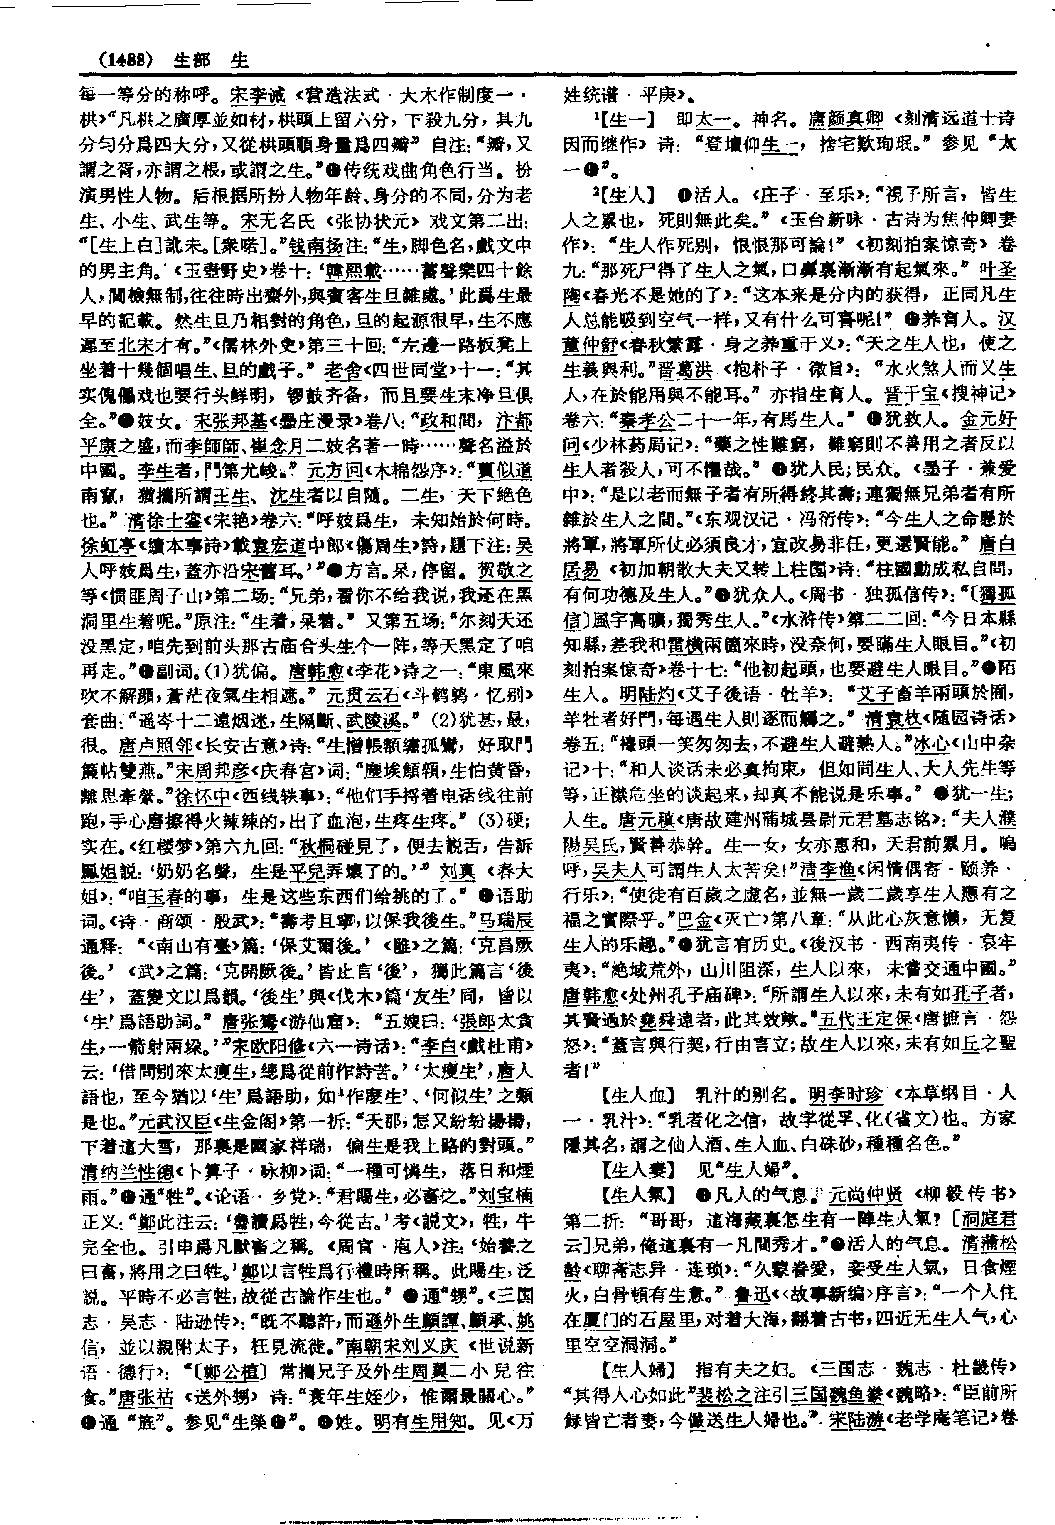 (1488) 生部 生
每一等分的称呼。宋李诫《营造法式·大木作制度一·
栱》“凡栱之廣厚並如材，栱頭上留六分，下殺九分，其九
分匀分爲四大分，又從栱頭順身量爲四瓣”自注：“瓣，又
謂之胥，亦謂之棖，或謂之生。”传统戏曲角色行当。扮
演男性人物。后根据所扮人物年龄、身分的不同，分为老
生、小生、武生等。宋无名氏《张协状元》戏文第二出：
“［生上白］訛未。［衆喏］。”钱南扬注：“生，脚色名，戲文中
的男主角。《玉壺野史》卷十：‘韓熙載……蓄聲樂四十餘
人，閫檢無制，往往時出齋外，與賓客生旦雜處。’此爲生最
早的記載。然生旦乃相對的角色，旦的起源很早，生不應
遲至北宋才有。”《儒林外史》第三十回：“左邊一路板凳上
坐着十幾個唱生、旦的戲子。”老舍《四世同堂》十一：“其
实傀儡戏也要行头鲜明，锣鼓齐备，而且要生末净旦俱
全。”妓女。宋张邦基《墨庄漫录》卷八：“政和間，汴都
平康之盛，而李師師、崔念月二妓名著一時……聲名溢於
中國。李生者，門第尤峻。”元方回《木棉怨序》：“賈似道
南竄，猶攜所謂王生、沈生者以自随。二生，天下絶色
也。”清徐士銮《宋艳》卷六：“呼妓爲生，未知始於何時。
徐虹亭《續本事詩》載袁宏道中郎《傷周生》詩，題下注：吴
人呼妓爲生，蓋亦沿宋舊耳。’”方言。呆，停留。贺敬之
等《惯匪周子山》第二场：“兄弟，看你不给我说，我还在黑
洞里生着呢。”原注：“生着，呆着。”又第五场：“尔刻天还
没黑定，咱先到前头那古庙合头生个一阵，等天黑定了咱
再走。”副词。(1)犹偏。唐韩愈《李花》诗之一：“東風來
吹不解顔，蒼茫夜氣生相遮。”元贯云石《斗鹌鹑·忆别》
套曲：“遥岑十二遠烟迷，生隔斷、武陵溪。”(2)犹甚，最，
很。唐卢照邻《长安古意》诗：“生憎帳額繡孤鸞，好取門
簾帖雙燕。”宋周邦彦《庆春宫》词：“塵埃顦顇，生怕黄昏，
離思牽縈。”徐怀中《西线轶事》：“他们手捋着电话线往前
跑，手心磨擦得火辣辣的，出了血泡，生疼生疼。”(3)硬；
实在。《红楼梦》第六九回：“秋桐碰見了，便去説舌，告訴
鳳姐説：‘奶奶名聲，生是平兒弄壞了的。’”刘真《春大
姐》：“咱玉春的事，生是这些东西们给挑的了。”语助
词。《诗·商颂·殷武》：“壽考且寧，以保我後生。”马瑞辰
通释：“《南山有臺》篇：‘保艾爾後。’《雝》之篇：‘克昌厥
後。’《武》之篇：‘克開厥後。’皆止言‘後’，獨此篇言‘後
生’，蓋變文以爲韻。‘後生’與《伐木》篇‘友生’同，皆以
‘生’爲語助詞。”唐张鷟《游仙窟》：“五嫂曰：‘張郎太貪
生，一箭射兩垜。’”宋欧阳修《六一诗话》：“李白《戲杜甫》
云：‘借問别來太瘦生，總爲從前作詩苦。’‘太瘦生’，唐人
語也，至今猶以‘生’爲語助，如‘作麽生’、‘何似生’之類
是也。”元武汉臣《生金阁》第一折：“天那，怎又紛紛揚揚，
下着這大雪，那裏是國家祥瑞，偏生是我上路的對頭。”
清纳兰性德《卜算子·咏柳》词：“一種可憐生，落日和煙
雨。”通“牲”。《论语·乡党》：“君賜生，必畜之。”刘宝楠
正义：“鄭此注云：‘魯讀爲牲，今從古。’考《説文》，牲，牛
完全也。引申爲凡獸畜之稱。《周官·庖人》注：‘始養之
曰畜，將用之曰牲。’鄭以言牲爲行禮時所稱。此賜生，泛
説。平時不必言牲，故從古論作生也。”通“甥”。《三国
志·吴志·陆逊传》：“既不聽許，而遜外生顧譚、顧承、姚
信，並以親附太子，枉見流徙。”南朝宋刘义庆《世说新
语·德行》：“〔郗公稙〕常攜兄子及外生周翼二小兒往
食。”唐张祜《送外甥》诗：“衰年生姪少，惟爾最關心。”
通“旌”。参见“生榮”。姓。明有生用知。见《万
姓统谱·平庚》。
¹【生一】 即太一。神名。唐颜真卿《刻清远道士诗
因而继作》诗：“登壇仰生一，捨宅歎珣珉。”参见“太
一”。
²【生人】 活人。《庄子·至乐》：“視子所言，皆生
人之累也，死則無此矣。”《玉台新咏·古诗为焦仲卿妻
作》：“生人作死别，恨恨那可論！”《初刻拍案惊奇》卷
九：“那死尸得了生人之氣，口鼻裏漸漸有起氣來。”叶圣
陶《春光不是她的了》：“这本来是分内的获得，正同凡生
人总能吸到空气一样，又有什么可喜呢！”养育人。汉
董仲舒《春秋繁露·身之养重于义》：“天之生人也，使之
生義與利。”晋葛洪《抱朴子·微旨》：“水火煞人而又生
人，在於能用與不能耳。”亦指生育人。晋干宝《搜神记》
卷六：“秦孝公二十一年，有馬生人。”犹救人。金元好
问《少林药局记》：“藥之性難窮，難窮則不善用之者反以
生人者殺人，可不懼哉。”犹人民；民众。《墨子·兼爱
中》：“是以老而無子者有所得終其壽；連獨無兄弟者有所
雜於生人之間。”《东观汉记·冯衍传》：“今生人之命懸於
將軍，將軍所仗必須良才，宜改易非任，更選賢能。”唐白
居易《初加朝散大夫又转上柱国》诗：“柱國勳成私自問，
有何功德及生人。”犹众人。《周书·独孤信传》：“〔獨孤
信〕風宇高曠，獨秀生人。”《水浒传》第二二回：“今日本縣
知縣，差我和雷横兩箇來時，没奈何，要瞞生人眼目。”《初
刻拍案惊奇》卷十七：“他初起頭，也要避生人眼目。”陌
生人。明陆灼《艾子後语·牡羊》：“艾子畜羊兩頭於囿，
羊牡者好鬥，每遇生人則逐而觸之。”清袁枚《随园诗话》
卷五：“樓頭一笑匆匆去，不避生人避熟人。”冰心《山中杂
记》十：“和人谈话未必真拘束，但如同生人、大人先生等
等，正襟危坐的谈起来，却真不能说是乐事。”犹一生；
人生。唐元稹《唐故建州蒲城县尉元君墓志铭》：“夫人濮
陽吴氏，賢善恭幹。生一女，女亦惠和，夭君前累月。嗚
呼，吴夫人可謂生人太苦矣！”清李渔《闲情偶寄·颐养·
行乐》：“使徒有百歲之虚名，並無一歲二歲享生人應有之
福之實際乎。”巴金《灭亡》第八章：“从此心灰意懒，无复
生人的乐趣。”犹言有历史。《後汉书·西南夷传·哀牢
夷》：“絶域荒外，山川阻深，生人以來，未嘗交通中國。”
唐韩愈《处州孔子庙碑》：“所謂生人以來，未有如孔子者，
其賢過於堯舜遠者，此其效歟。”五代王定保《唐摭言·怨
怒》：“蓋言與行契，行由言立；故生人以來，未有如丘之聖
者！”
【生人血】 乳汁的别名。明李时珍《本草纲目·人
一·乳汁》：“乳者化之信，故字從孚、化(省文)也。方家
隱其名，謂之仙人酒、生人血、白硃砂，種種名色。”
【生人妻】 见“生人婦”。
【生人氣】 凡人的气息。元尚仲贤《柳毅传书》
第二折：“哥哥，這海藏裏怎生有一陣生人氣？［洞庭君
云］兄弟，俺這裏有一凡間秀才。”活人的气息。清蒲松
龄《聊斋志异·连琐》：“久蒙眷愛，妾受生人氣，日食煙
火，白骨頓有生意。”鲁迅《〈故事新编〉序言》：“一个人住
在厦门的石屋里，对着大海，翻着古书，四近无生人气，心
里空空洞洞。”
【生人婦】 指有夫之妇。《三国志·魏志·杜畿传》
“其得人心如此”裴松之注引三国魏鱼豢《魏略》：“臣前所
録皆亡者妻，今儼送生人婦也。”宋陆游《老学庵笔记》卷